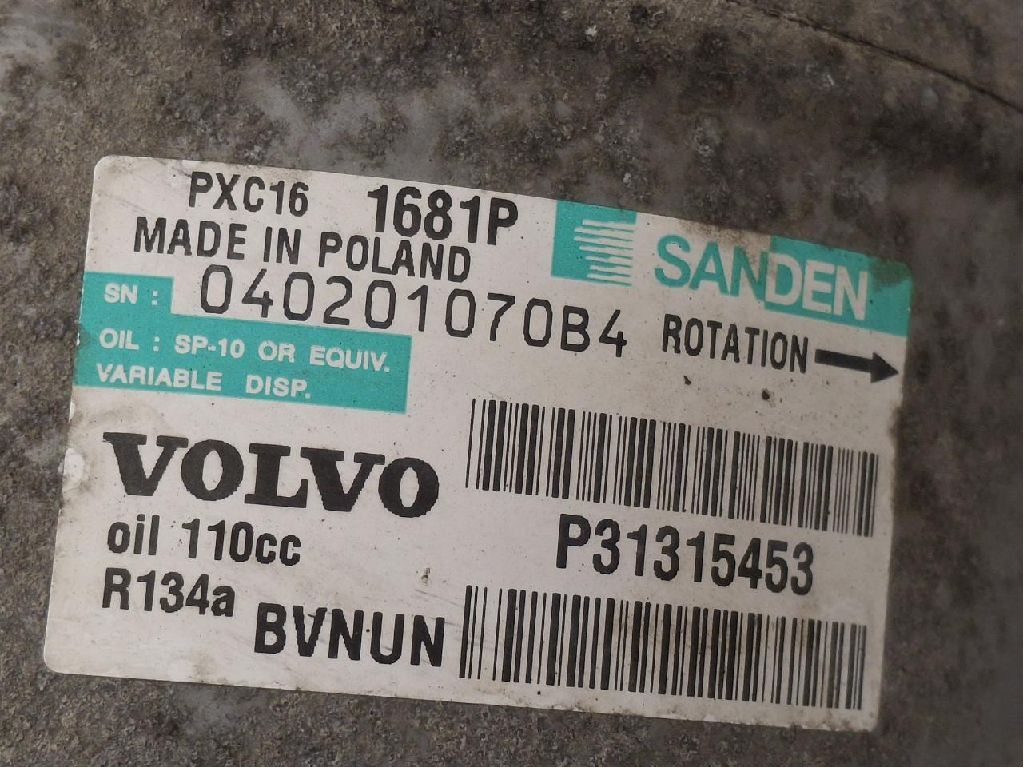 PXC16 1681P
SANDEN
MADE IN POLAND
SN : 040201070B4
ROTATION
OIL : SP-10 OR EQUIV.
VARIABLE DISP.
VOLVO
oil 110cc
P31315453
R134a
BVNUN